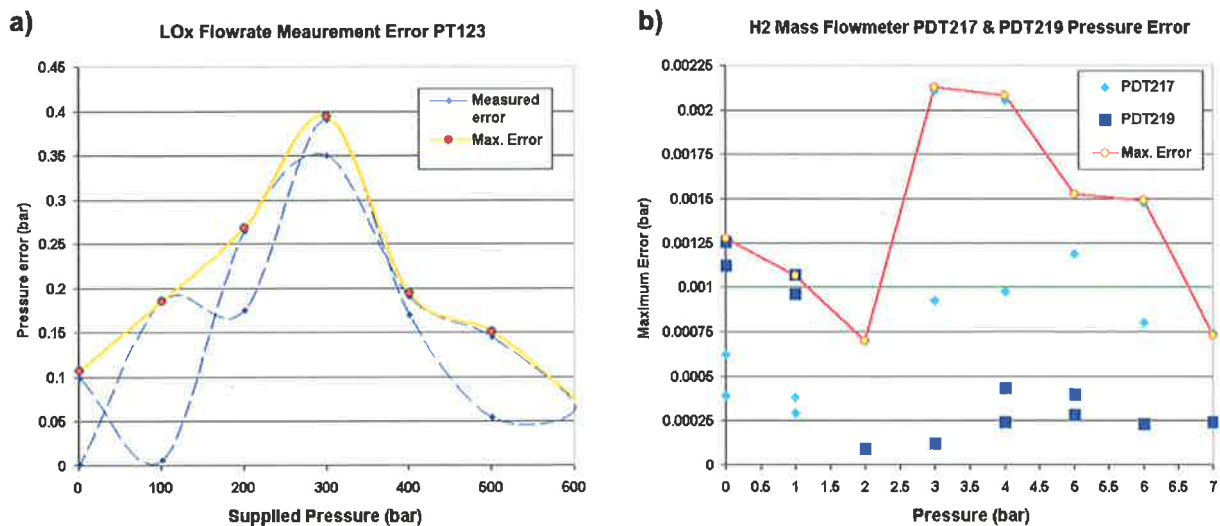 a)
LOx Flowrate Meaurement Error PT123
0.45
0.4
0.35
0.3
0.25
0.2
0.15
0.1
0.05
0
Pressure error (bar)
Measured error
Max. Error
0 100 200 300 400 500 600
Supplied Pressure (bar)
b)
H2 Mass Flowmeter PDT217 & PDT219 Pressure Error
0.00225
0.002
0.00175
0.0015
0.00125
0.001
0.00075
0.0005
0.00025
0
Maximum Error (bar)
PDT217
PDT219
Max. Error
0 0.5 1 1.5 2 2.5 3 3.5 4 4.5 5 5.5 6 6.5 7
Pressure (bar)